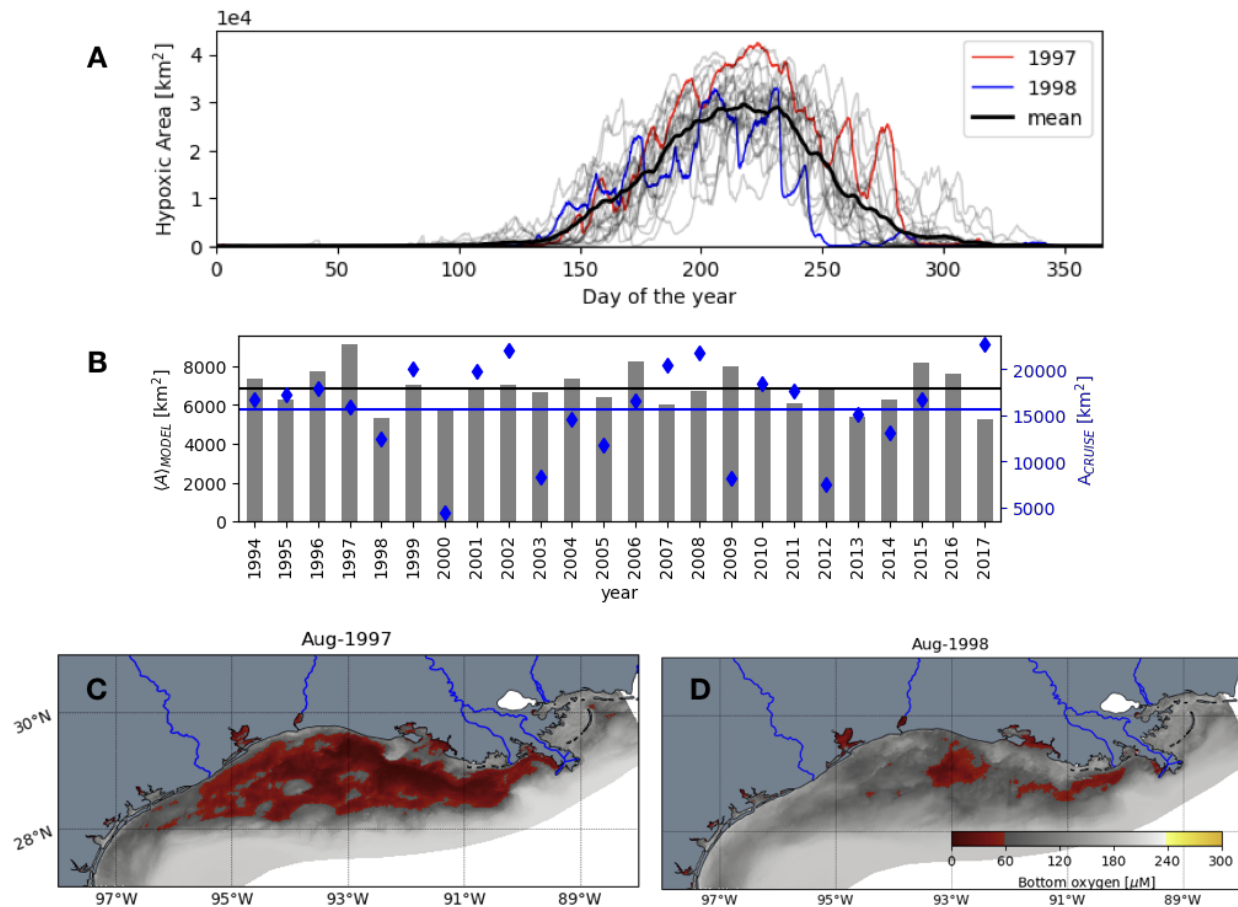 1e4
A
Hypoxic Area [km²]
4
3
2
1
0
1997
1998
mean
0 50 100 150 200 250 300 350
Day of the year
B
⟨A⟩MODEL [km²]
8000
6000
4000
2000
0
20000
15000
10000
5000
ACRUISE [km²]
1994 1995 1996 1997 1998 1999 2000 2001 2002 2003 2004 2005 2006 2007 2008 2009 2010 2011 2012 2013 2014 2015 2016 2017
year
Aug-1997
C
30°N
28°N
97°W 95°W 93°W 91°W 89°W
Aug-1998
D
0 60 120 180 240 300
Bottom oxygen [μM]
97°W 95°W 93°W 91°W 89°W